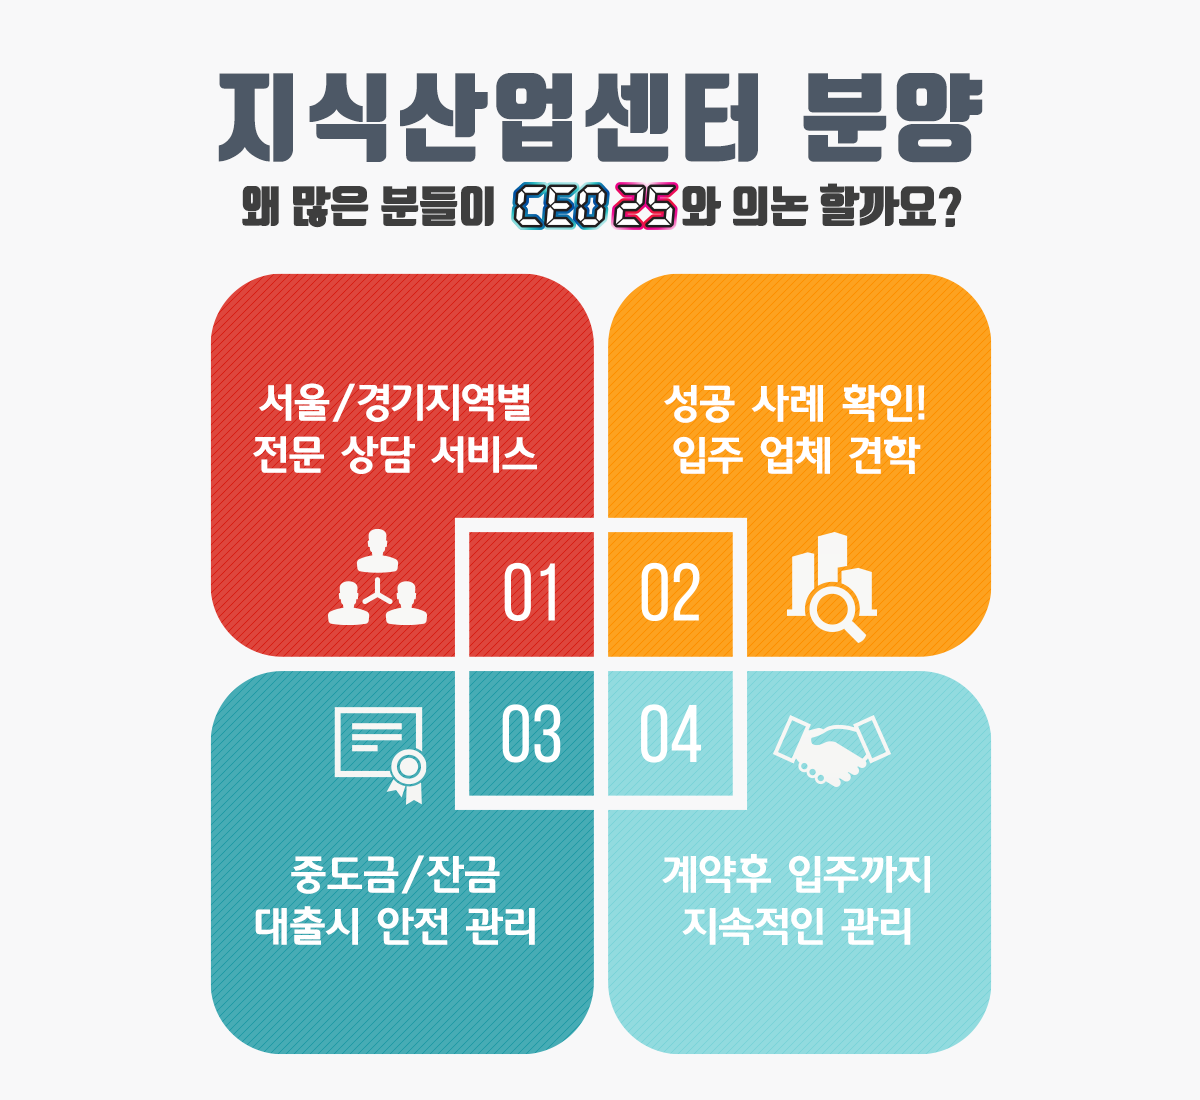 지식산업센터 분양
왜 많은 분들이 CEO25와 의논 할까요?
서울/경기지역별
전문 상담 서비스
01
성공 사례 확인!
입주 업체 견학
02
03
중도금/잔금
대출시 안전 관리
04
계약후 입주까지
지속적인 관리